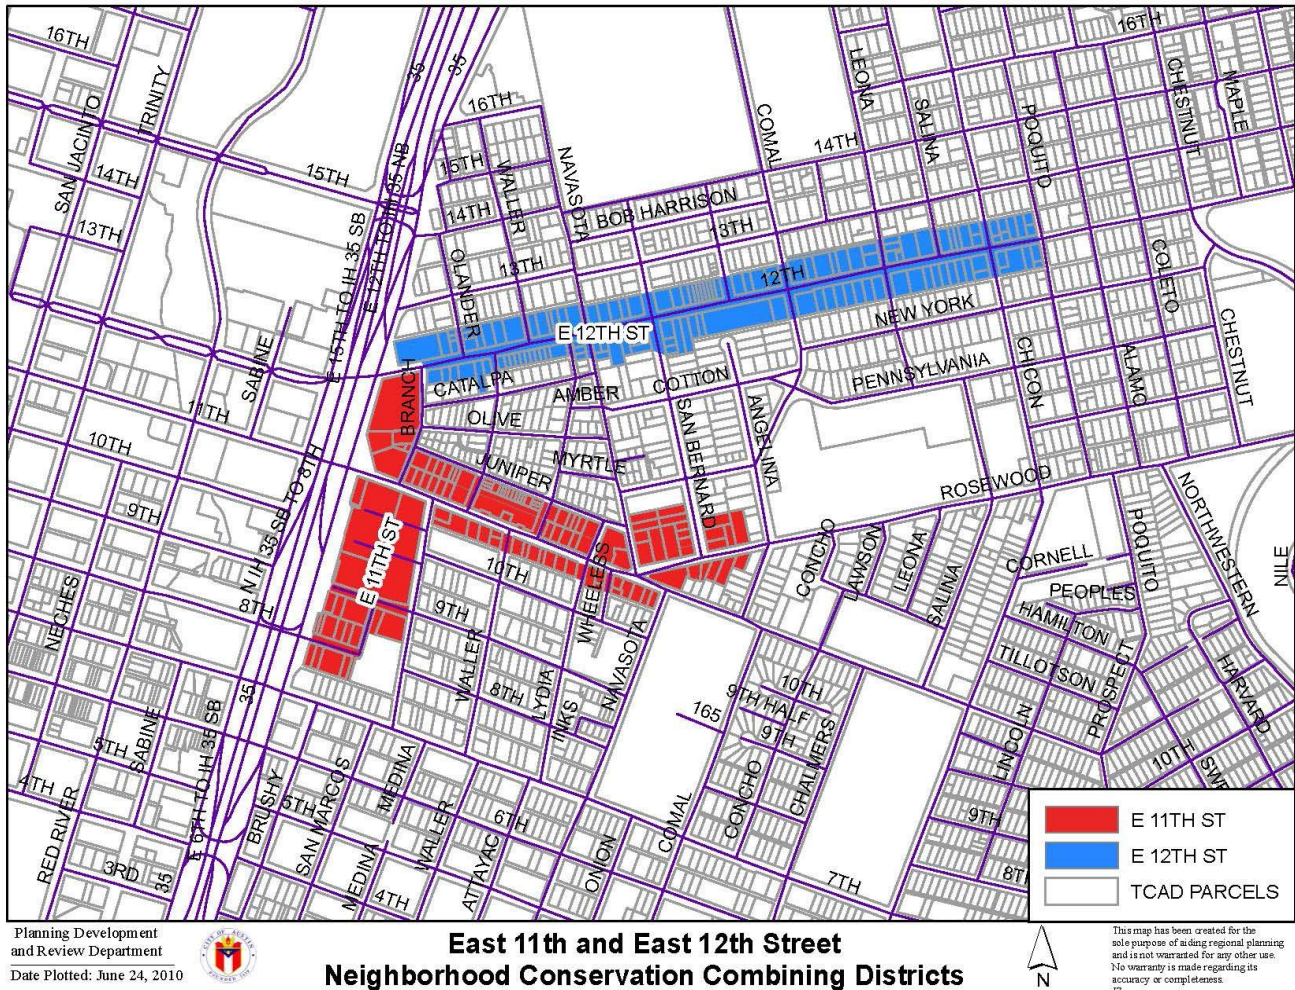 16TH
TRINITY
SAN JACINTO
14TH
13TH
15TH
35
35
16TH
15TH
WALLER
14TH
NAVASOTA
OLANDER
13TH
BOB HARRISON
13TH
COMAL
14TH
LEONA
SALINA
POQUITO
16TH
CHESTNUT
MAPLE
E 15TH TO IH 35 SB
E 12TH TO IH 35 NB
12TH
E 12TH ST
NEW YORK
COLETO
CHESTNUT
SABINE
BRANCH
CATALPA
AMBER
COTTON
PENNSYLVANIA
CHICON
ALAMO
11TH
OLIVE
SAN BERNARD
ANGELINA
10TH
JUNIPER
MYRTLE
ROSEWOOD
9TH
N IH 35 SB TO 8TH
E 11TH ST
10TH
WHEELESS
CONCHO
LAWSON
LEONA
SALINA
CORNELL
POQUITO
NORTHWESTERN
NILE
PEOPLES
8TH
9TH
NECHES
HAMILTON
WALLER
8TH
LYDIA
INKS
NAVASOTA
TILLOTSON
PROSPECT
HARVARD
35
10TH
9TH HALF
165
9TH
CHALMERS
SABINE
E 6TH TO IH 35 SB
5TH
4TH
BRUSHY
5TH
SAN MARCOS
MEDINA
WALLER
6TH
LINCOLN
10TH
COMAL
CONCHO
9TH
RED RIVER
3RD
35
MEDINA
4TH
ATTAYAC
ONION
7TH
E 11TH ST
E 12TH ST
TCAD PARCELS
Planning Development
and Review Department
Date Plotted: June 24, 2010
CITY OF AUSTIN
East 11th and East 12th Street
Neighborhood Conservation Combining Districts
N
This map has been created for the
sole purpose of aiding regional planning
and is not warranted for any other use.
No warranty is made regarding its
accuracy or completeness.